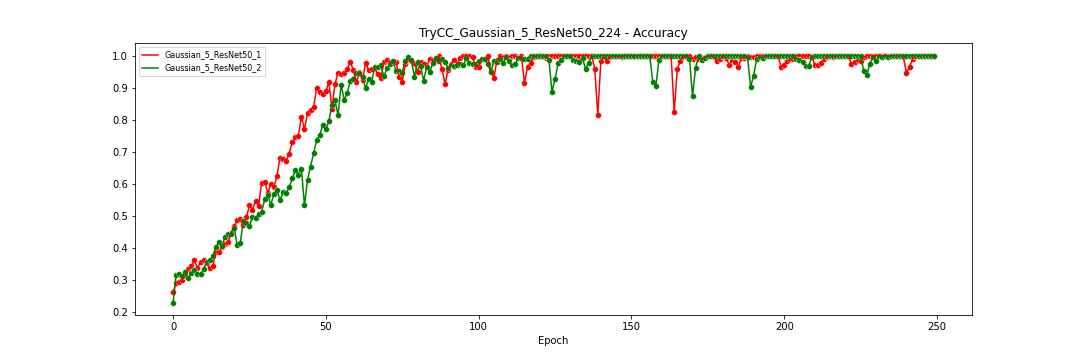 TryCC_Gaussian_5_ResNet50_224 - Accuracy
Gaussian_5_ResNet50_1
Gaussian_5_ResNet50_2
1.0
0.9
0.8
0.7
0.6
0.5
0.4
0.3
0.2
0 50 100 150 200 250
Epoch